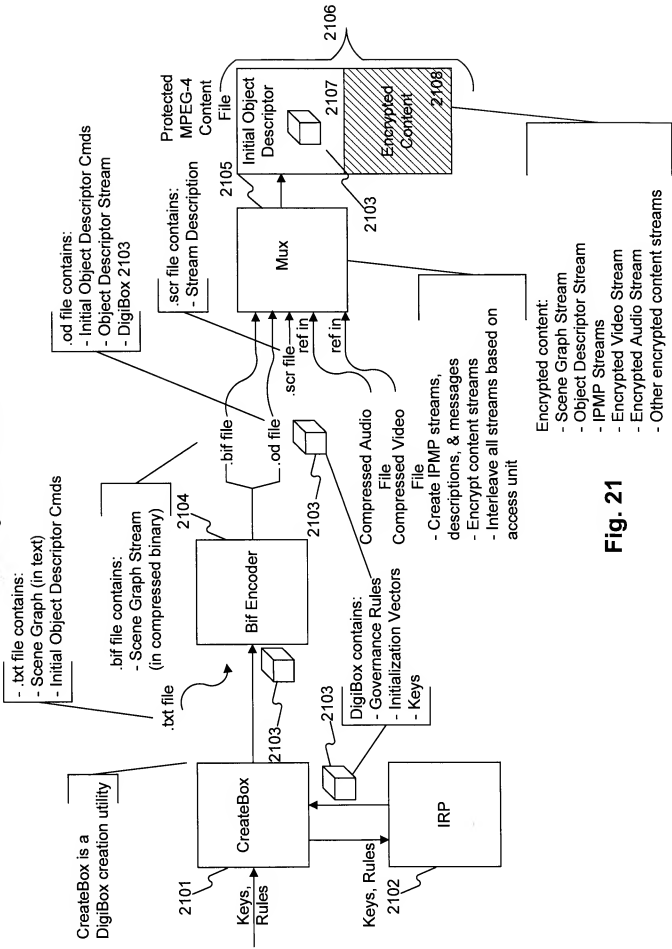 CreateBox is a
DigiBox creation utility
.txt file contains:
- Scene Graph (in text)
- Initial Object Descriptor Cmds
.bif file contains:
- Scene Graph Stream
(in compressed binary)
.od file contains:
- Initial Object Descriptor Cmds
- Object Descriptor Stream
- DigiBox 2103
.scr file contains:
- Stream Description
Protected
MPEG-4
Content
File
2106
2101
Keys,
Rules
CreateBox
.txt file
2103
2104
Bif Encoder
.bif file
.od file
2103
.scr file
ref in
ref in
2105
Mux
Initial Object
Descriptor
2107
2103
Encrypted
Content
2108
Keys, Rules
2103
2102
IRP
DigiBox contains:
- Governance Rules
- Initialization Vectors
- Keys
Compressed Audio
File
Compressed Video
File
- Create IPMP streams,
descriptions, & messages
- Encrypt content streams
- Interleave all streams based on
access unit
Encrypted content:
- Scene Graph Stream
- Object Descriptor Stream
- IPMP Streams
- Encrypted Video Stream
- Encrypted Audio Stream
- Other encrypted content streams
Fig. 21